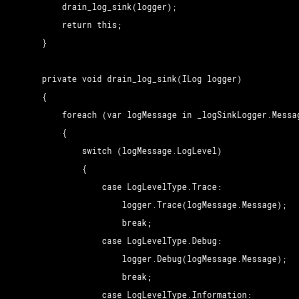 drain_log_sink(logger);
return this;
}
private void drain_log_sink(ILog logger)
{
foreach (var logMessage in _logSinkLogger.Messag
{
switch (logMessage.LogLevel)
{
case LogLevelType.Trace:
logger.Trace(logMessage.Message);
break;
case LogLevelType.Debug:
logger.Debug(logMessage.Message);
break;
case LogLevelType.Information: